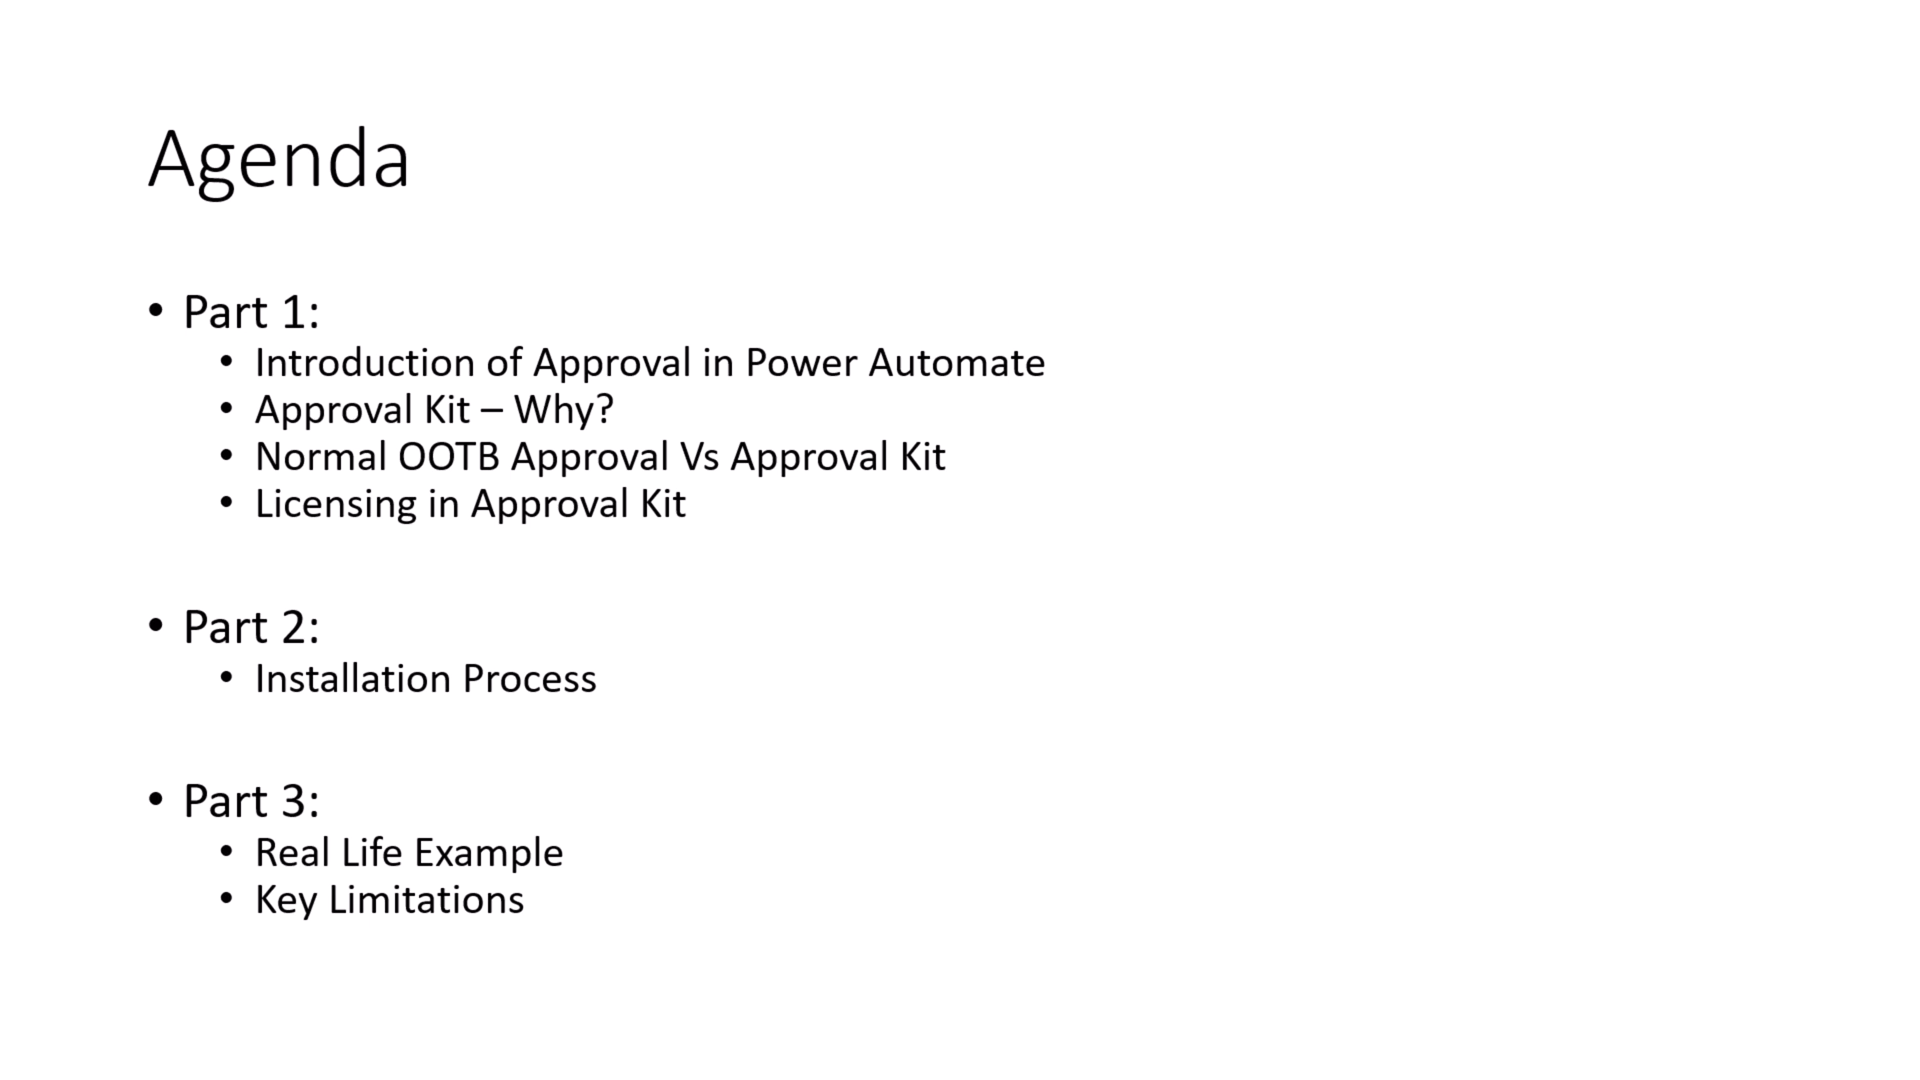 Agenda
• Part 1:
• Introduction of Approval in Power Automate
• Approval Kit – Why?
• Normal OOTB Approval Vs Approval Kit
• Licensing in Approval Kit
• Part 2:
• Installation Process
• Part 3:
• Real Life Example
• Key Limitations